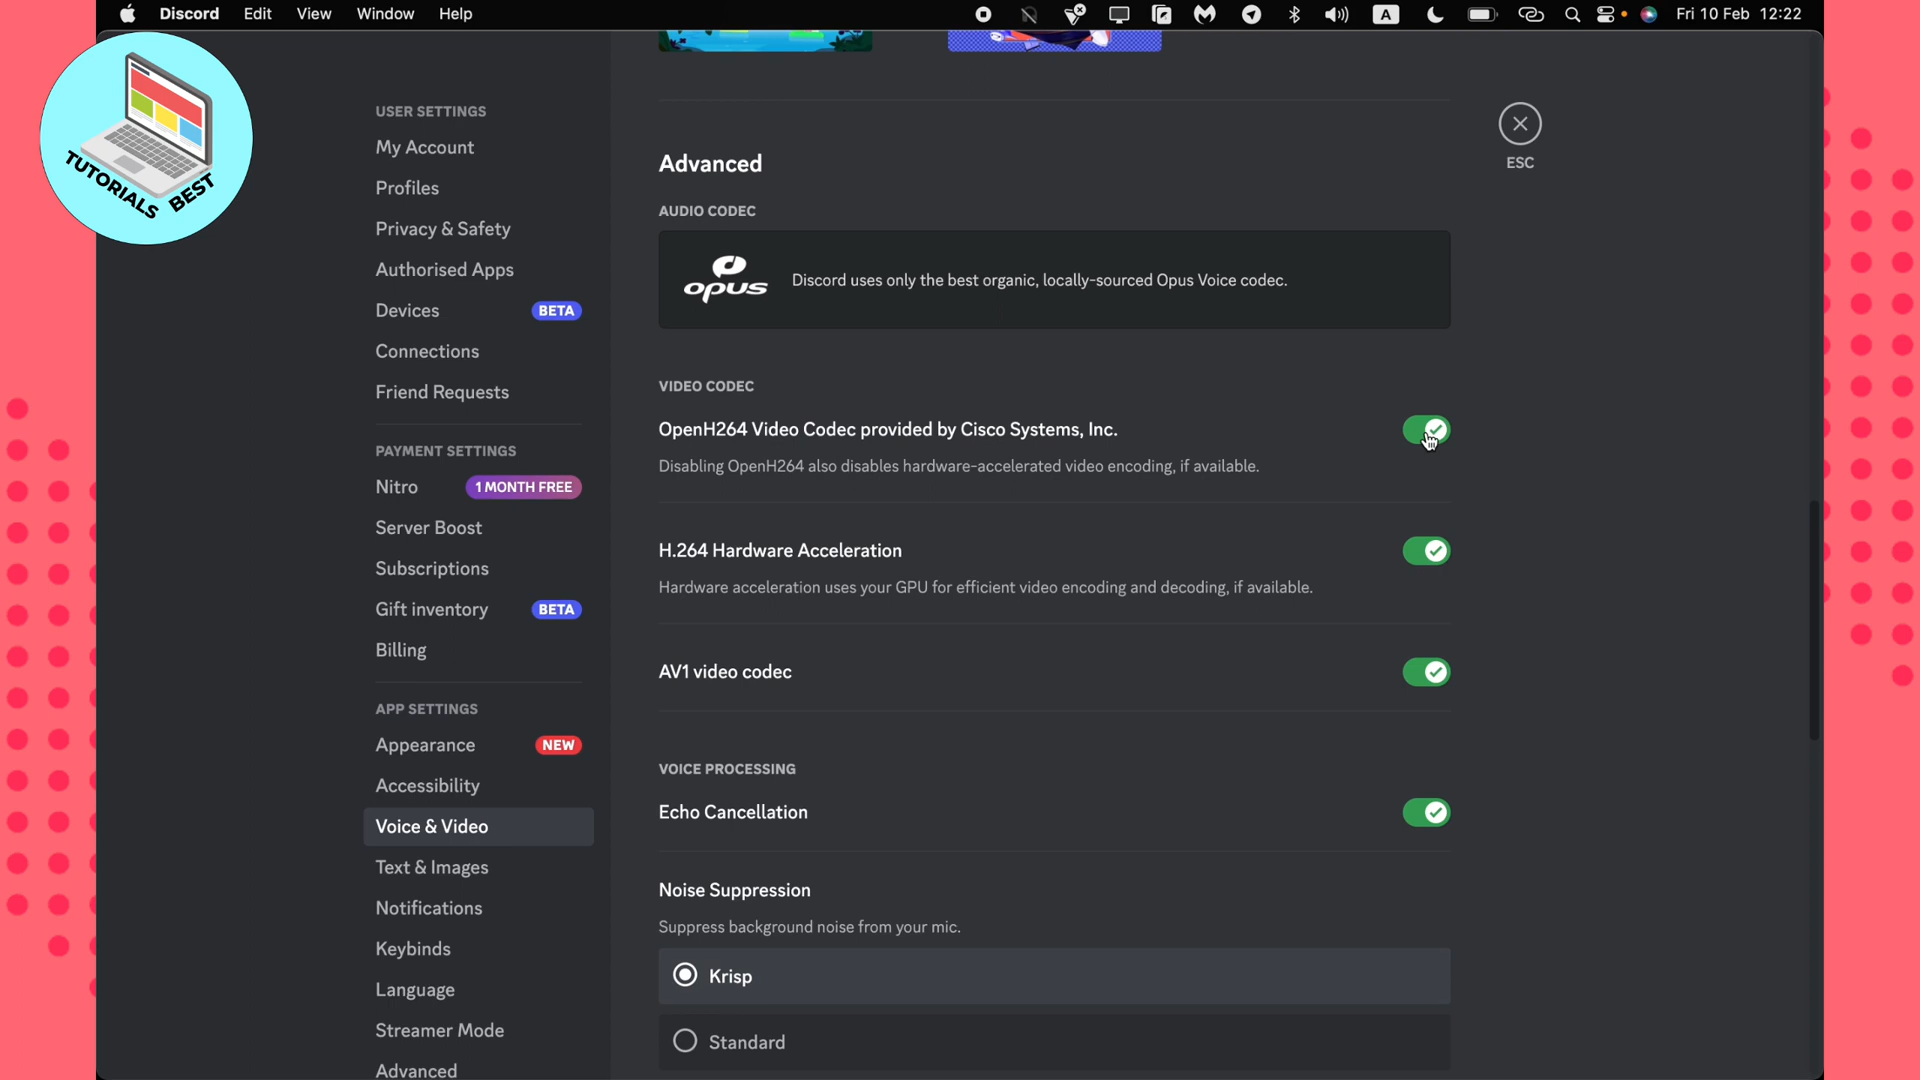 Discord Edit View Window Help
A
Fri 10 Feb 12:22
TUTORIALS BEST
USER SETTINGS
My Account
Profiles
Privacy & Safety
Authorised Apps
Devices BETA
Connections
Friend Requests
PAYMENT SETTINGS
Nitro 1 MONTH FREE
Server Boost
Subscriptions
Gift inventory BETA
Billing
APP SETTINGS
Appearance NEW
Accessibility
Voice & Video
Text & Images
Notifications
Keybinds
Language
Streamer Mode
Advanced
Advanced
AUDIO CODEC
opus
Discord uses only the best organic, locally-sourced Opus Voice codec.
VIDEO CODEC
OpenH264 Video Codec provided by Cisco Systems, Inc.
Disabling OpenH264 also disables hardware-accelerated video encoding, if available.
H.264 Hardware Acceleration
Hardware acceleration uses your GPU for efficient video encoding and decoding, if available.
AV1 video codec
VOICE PROCESSING
Echo Cancellation
Noise Suppression
Suppress background noise from your mic.
Krisp
Standard
ESC